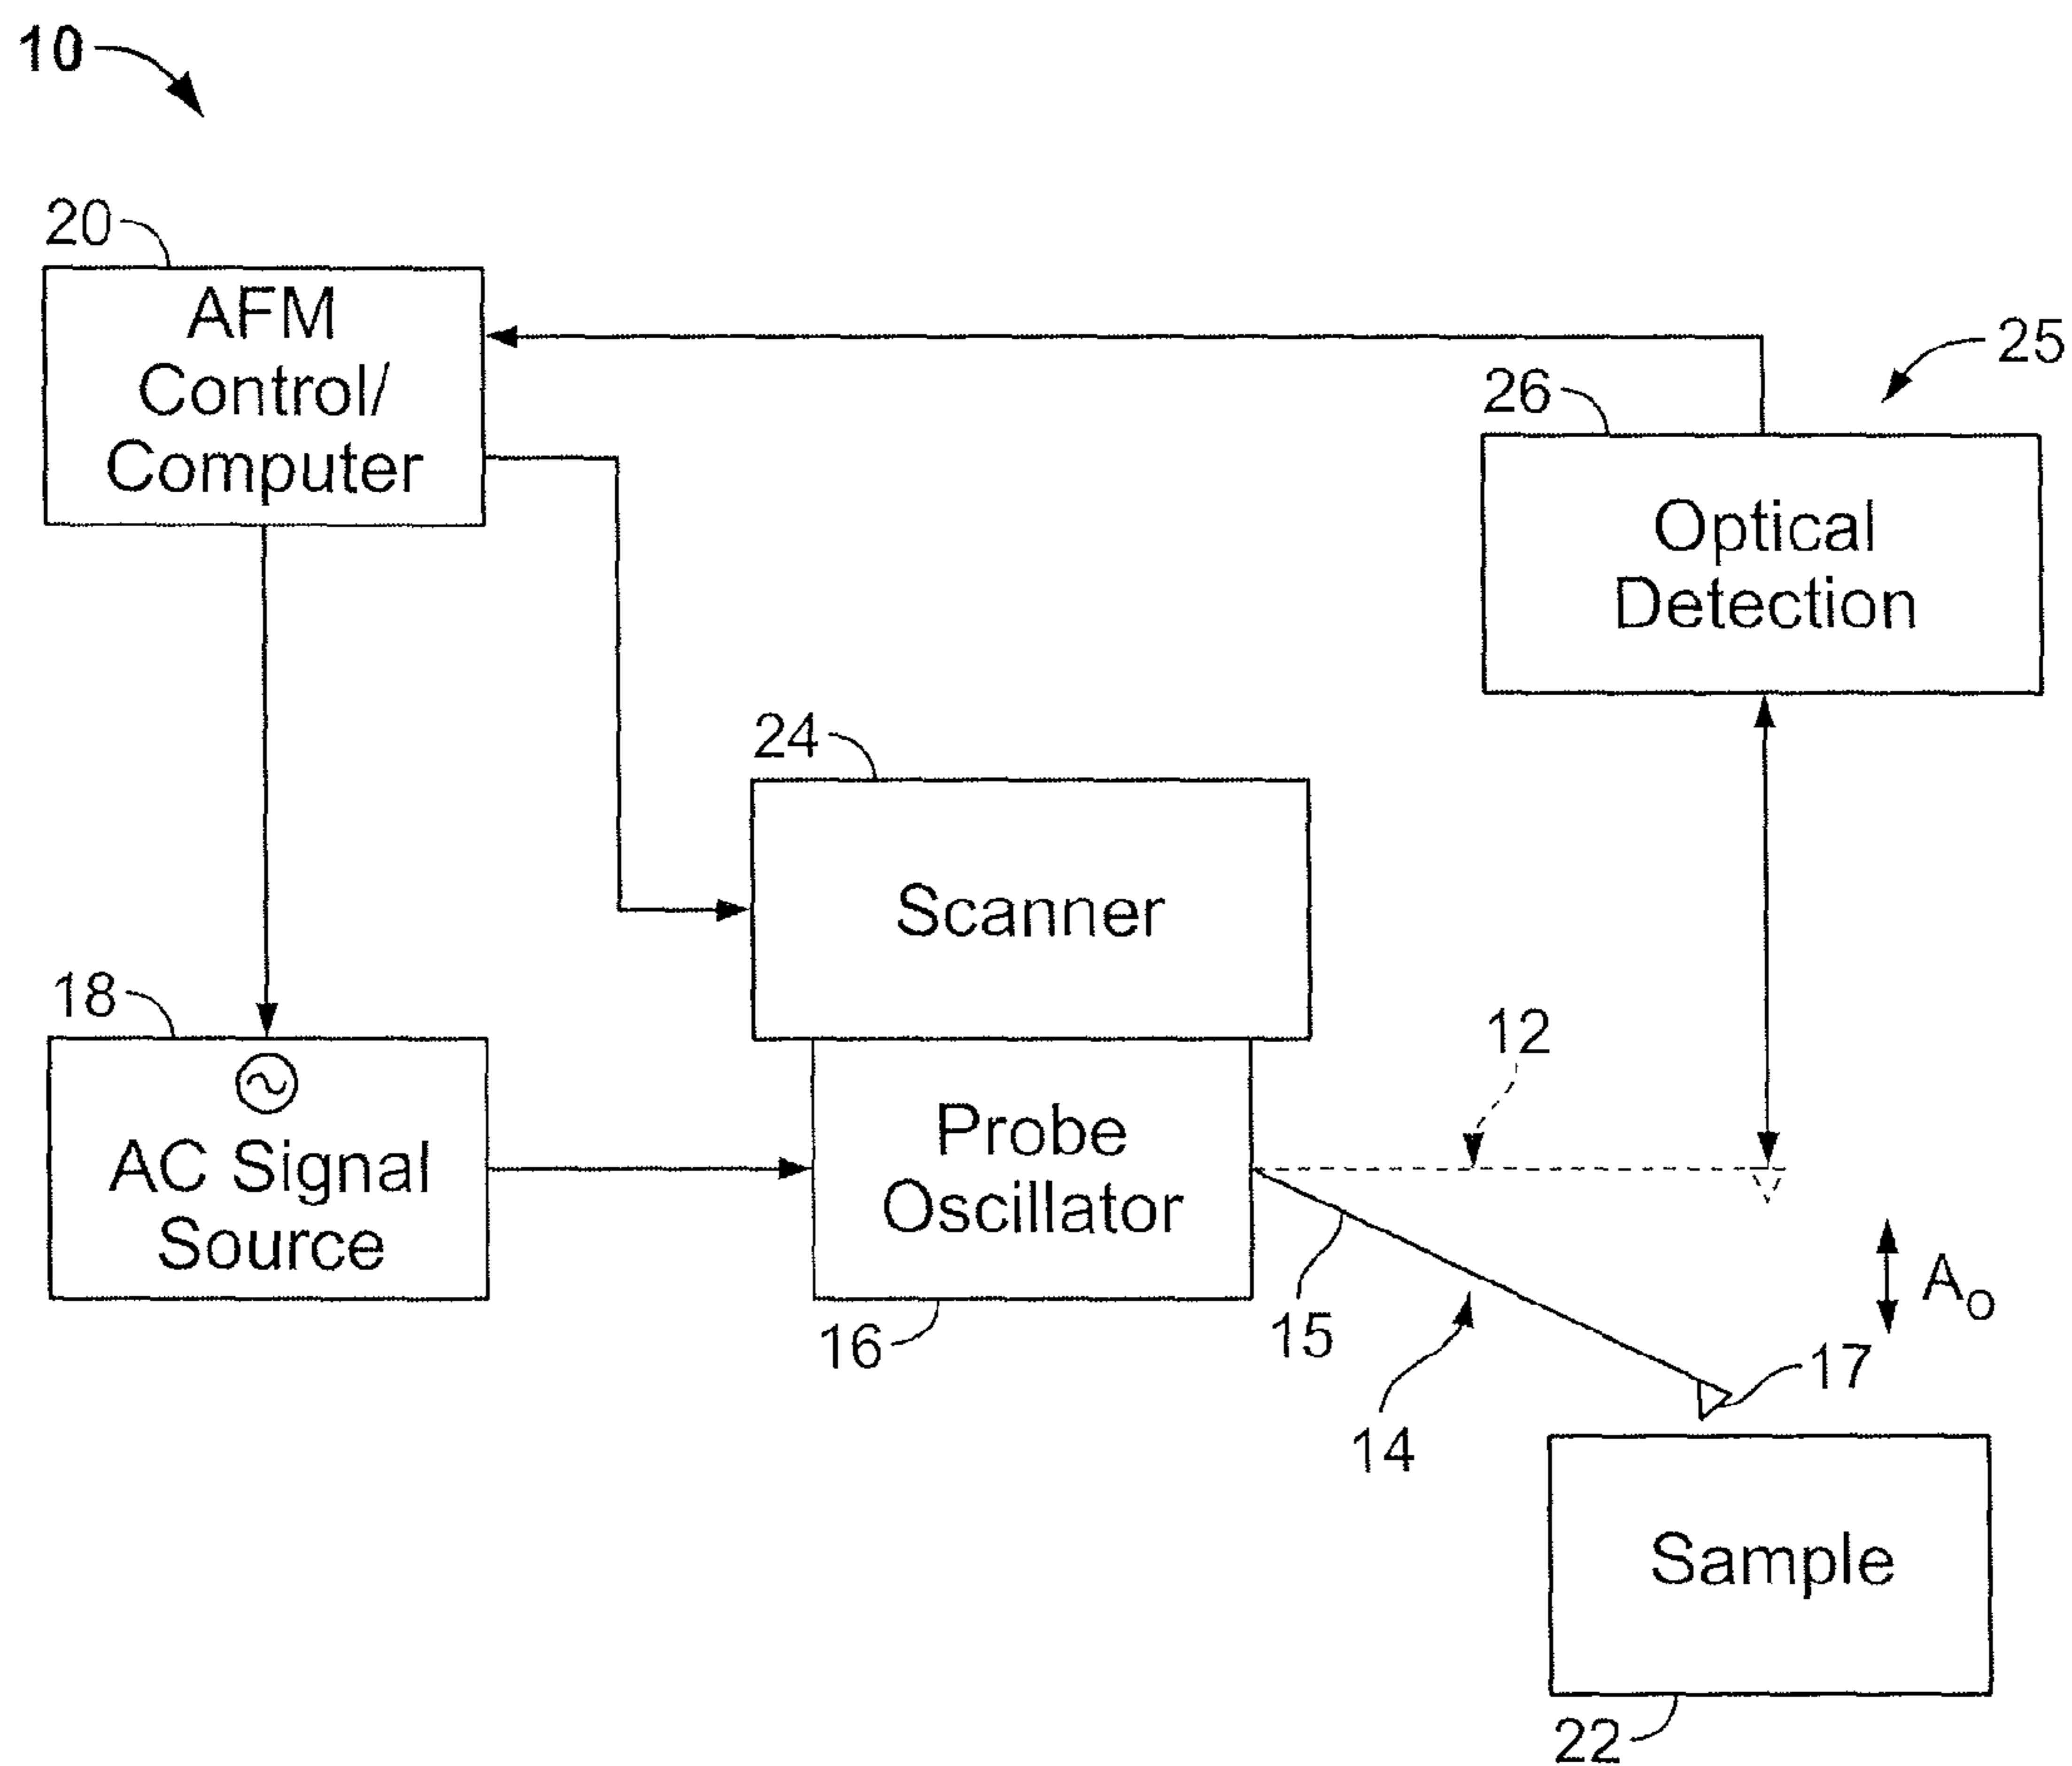 10
20
AFM
Control/
Computer
25
26
Optical
Detection
24
Scanner
18
AC Signal
Source
12
Probe
Oscillator
16
15
14
A₀
17
Sample
22